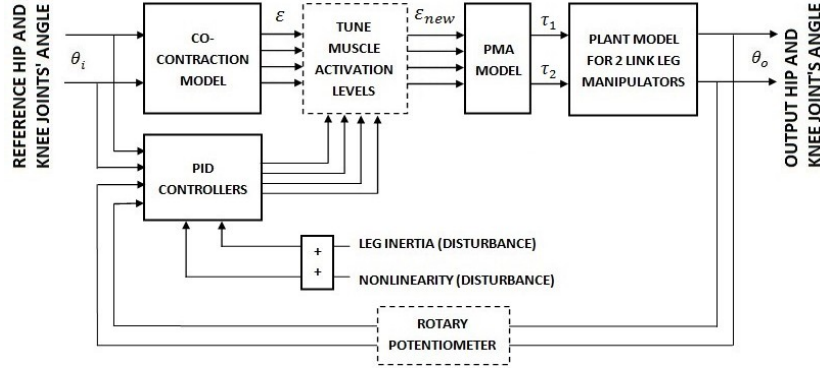 REFERENCE HIP AND
KNEE JOINTS' ANGLE
θi
CO-
CONTRACTION
MODEL
ε
TUNE
MUSCLE
ACTIVATION
LEVELS
εnew
PMA
MODEL
τ1
τ2
PLANT MODEL
FOR 2 LINK LEG
MANIPULATORS
θo
OUTPUT HIP AND
KNEE JOINT'S ANGLE
PID
CONTROLLERS
+
+
LEG INERTIA (DISTURBANCE)
NONLINEARITY (DISTURBANCE)
ROTARY
POTENTIOMETER